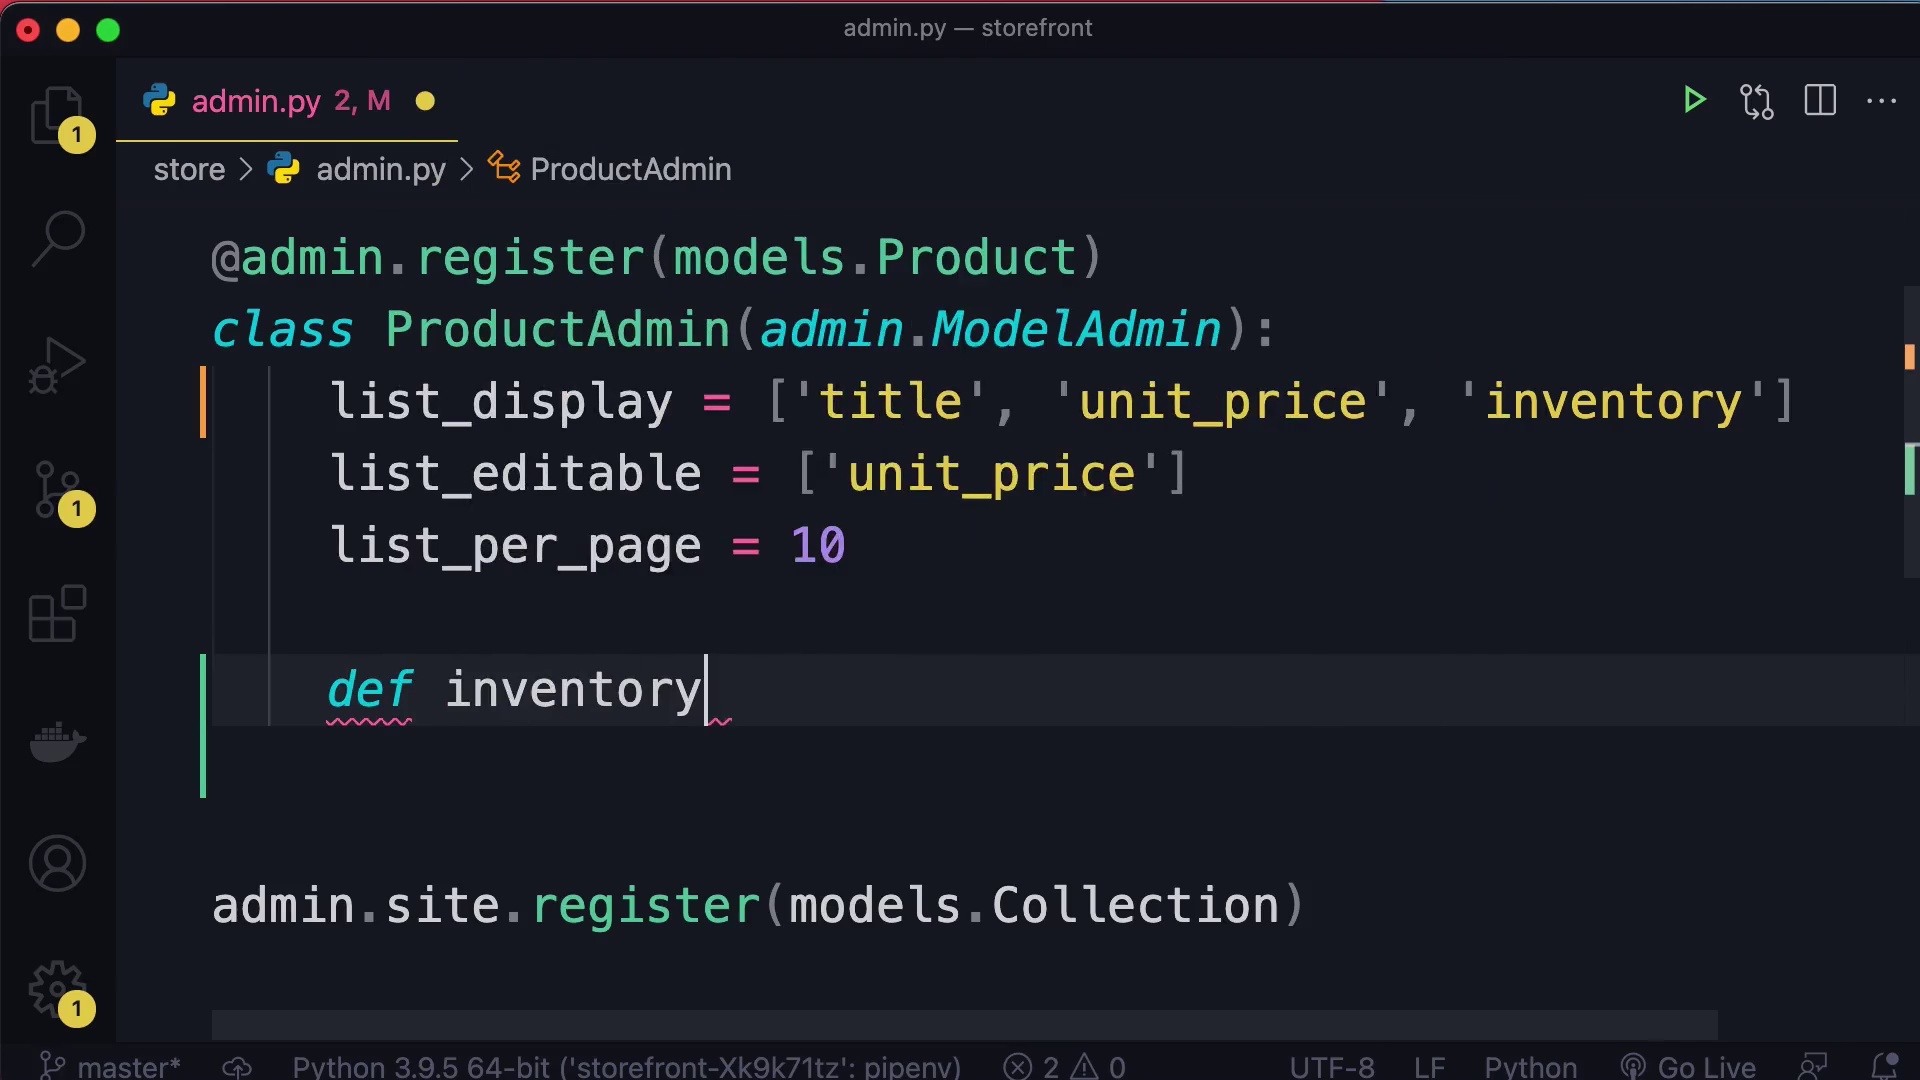 admin.py — storefront
admin.py 2, M
store > admin.py > ProductAdmin
@admin.register(models.Product)
class ProductAdmin(admin.ModelAdmin):
list_display = ['title', 'unit_price', 'inventory']
list_editable = ['unit_price']
list_per_page = 10
def inventory
admin.site.register(models.Collection)
1
1
1
master* Python 3.9.5 64-bit ('storefront-Xk9k71tz': pipenv) 2 0 UTF-8 LF Python Go Live